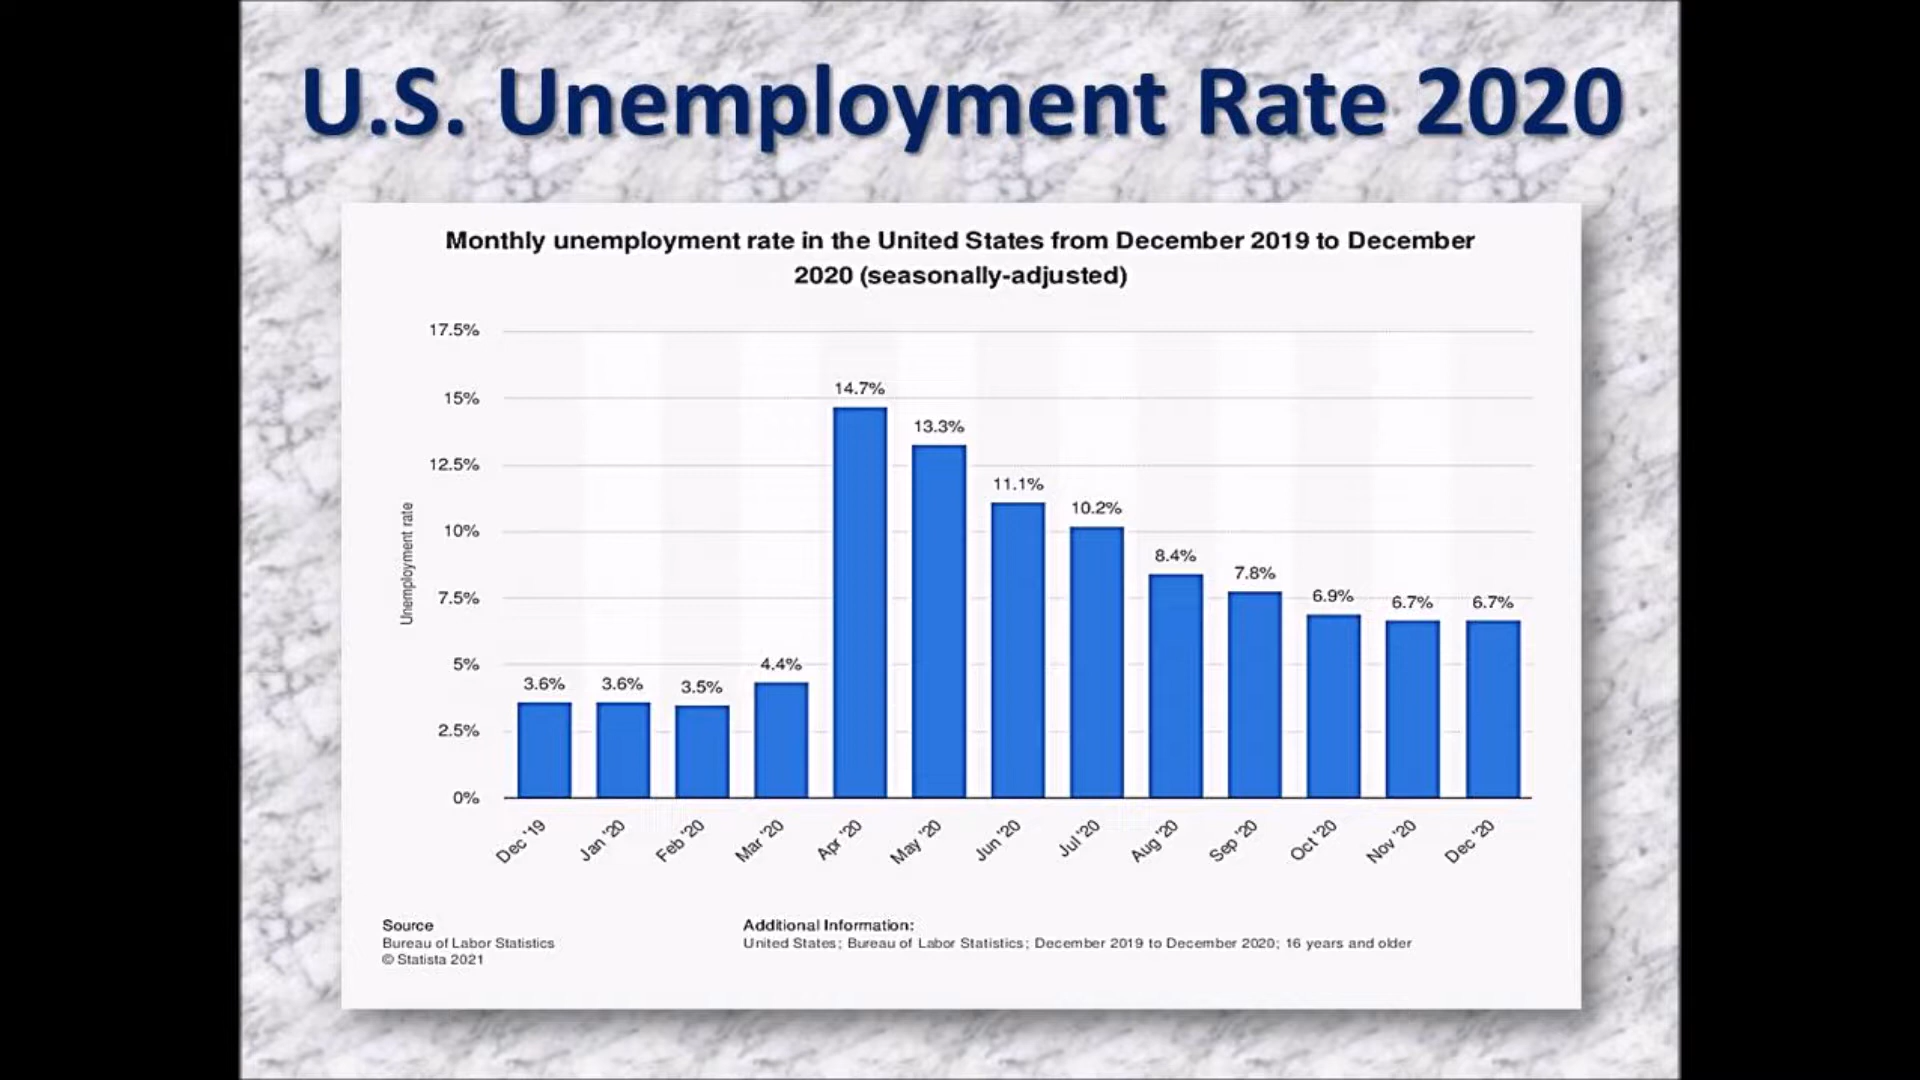 U.S. Unemployment Rate 2020
Monthly unemployment rate in the United States from December 2019 to December
2020 (seasonally-adjusted)
Unemployment rate
17.5%
15%
12.5%
10%
7.5%
5%
2.5%
0%
3.6%
3.6%
3.5%
4.4%
14.7%
13.3%
11.1%
10.2%
8.4%
7.8%
6.9%
6.7%
6.7%
Dec '19
Jan '20
Feb '20
Mar '20
Apr '20
May '20
Jun '20
Jul '20
Aug '20
Sep '20
Oct '20
Nov '20
Dec '20
Source
Bureau of Labor Statistics
© Statista 2021
Additional Information:
United States; Bureau of Labor Statistics; December 2019 to December 2020; 16 years and older